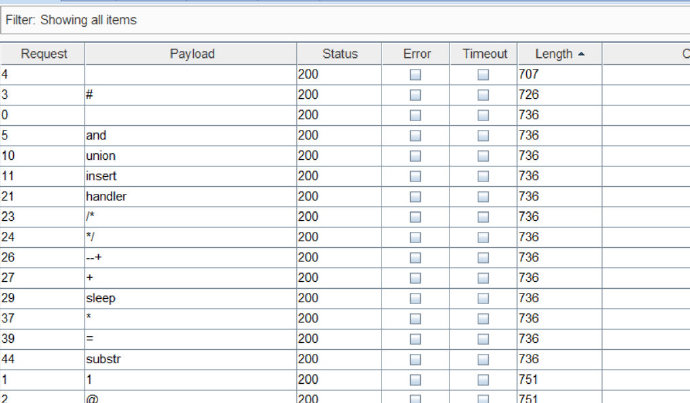 Filter: Showing all items
Request Payload Status Error Timeout Length
4 200 707
3 # 200 726
0 200 736
5 and 200 736
10 union 200 736
11 insert 200 736
21 handler 200 736
23 /* 200 736
24 */ 200 736
26 --+ 200 736
27 + 200 736
29 sleep 200 736
37 * 200 736
39 = 200 736
44 substr 200 736
1 1 200 751
2 @ 200 751